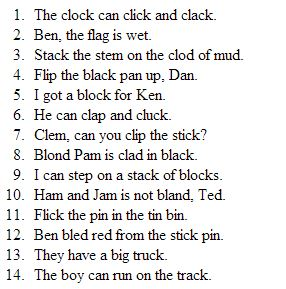 1. The clock can click and clack.
2. Ben, the flag is wet.
3. Stack the stem on the clod of mud.
4. Flip the black pan up, Dan.
5. I got a block for Ken.
6. He can clap and cluck.
7. Clem, can you clip the stick?
8. Blond Pam is clad in black.
9. I can step on a stack of blocks.
10. Ham and Jam is not bland, Ted.
11. Flick the pin in the tin bin.
12. Ben bled red from the stick pin.
13. They have a big truck.
14. The boy can run on the track.